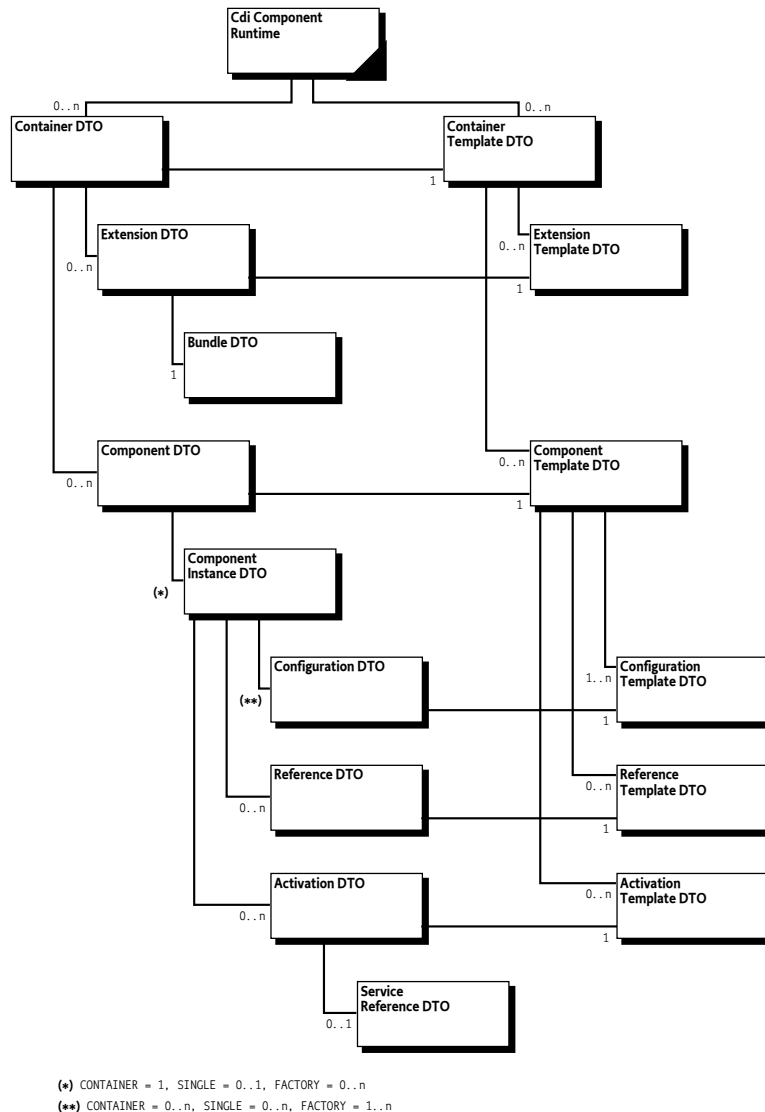 Cdi Component
Runtime
0..n
0..n
Container DTO
Container
Template DTO
1
Extension DTO
Extension
Template DTO
0..n
0..n
1
Bundle DTO
1
Component DTO
Component
Template DTO
0..n
0..n
1
Component
Instance DTO
(*)
Configuration DTO
Configuration
Template DTO
(**)
1..n
1
Reference DTO
Reference
Template DTO
0..n
0..n
1
Activation DTO
Activation
Template DTO
0..n
0..n
1
Service
Reference DTO
0..1
(*) CONTAINER = 1, SINGLE = 0..1, FACTORY = 0..n
(**) CONTAINER = 0..n, SINGLE = 0..n, FACTORY = 1..n